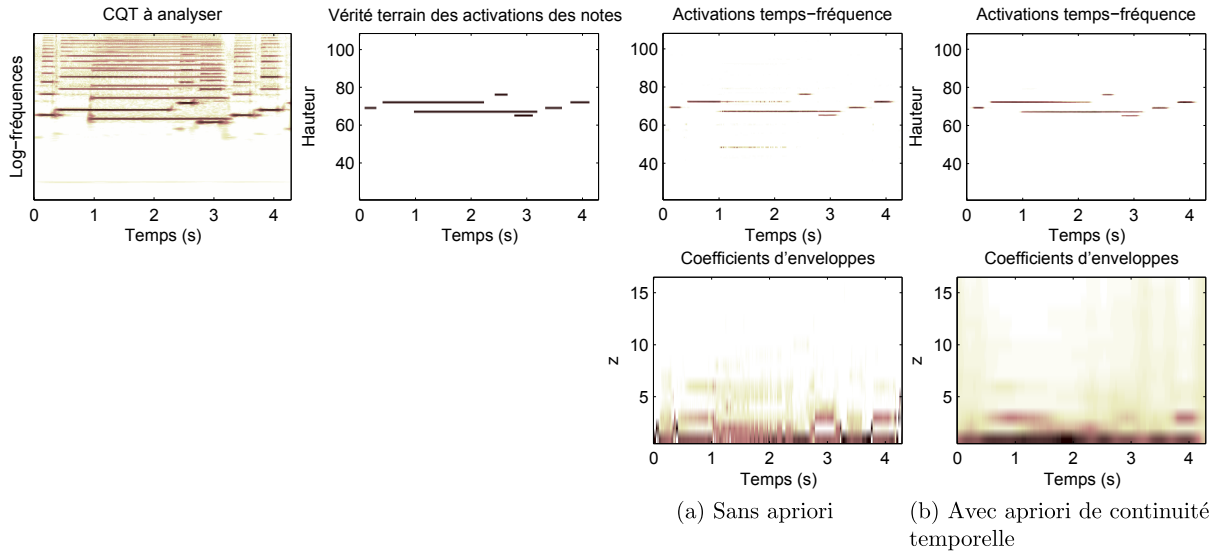 CQT à analyser
Vérité terrain des activations des notes
Activations temps−fréquence
Activations temps−fréquence
Log−fréquences
Hauteur
100
80
60
40
100
80
60
40
Hauteur
100
80
60
40
0 1 2 3 4
0 1 2 3 4
0 1 2 3 4
0 1 2 3 4
Temps (s)
Temps (s)
Temps (s)
Temps (s)
Coefficients d’enveloppes
Coefficients d’enveloppes
z
15
10
5
z
15
10
5
0 1 2 3 4
0 1 2 3 4
Temps (s)
Temps (s)
(a) Sans apriori
(b) Avec apriori de continuité
temporelle